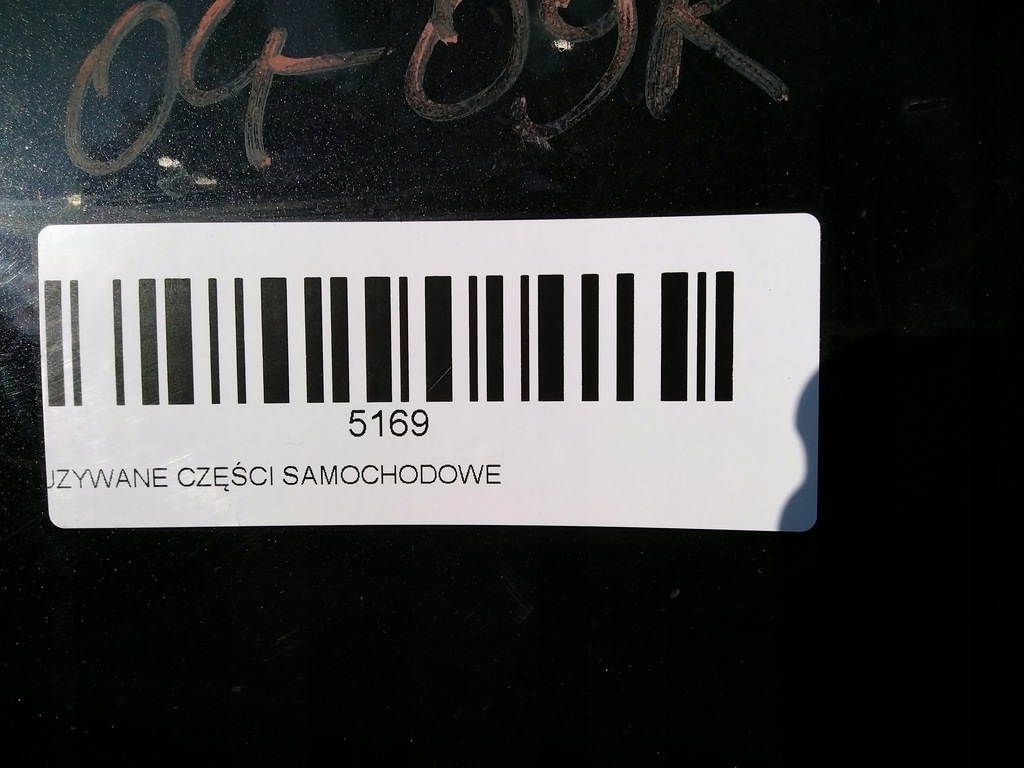 04-09R
5169
UZYWANE CZĘŚCI SAMOCHODOWE